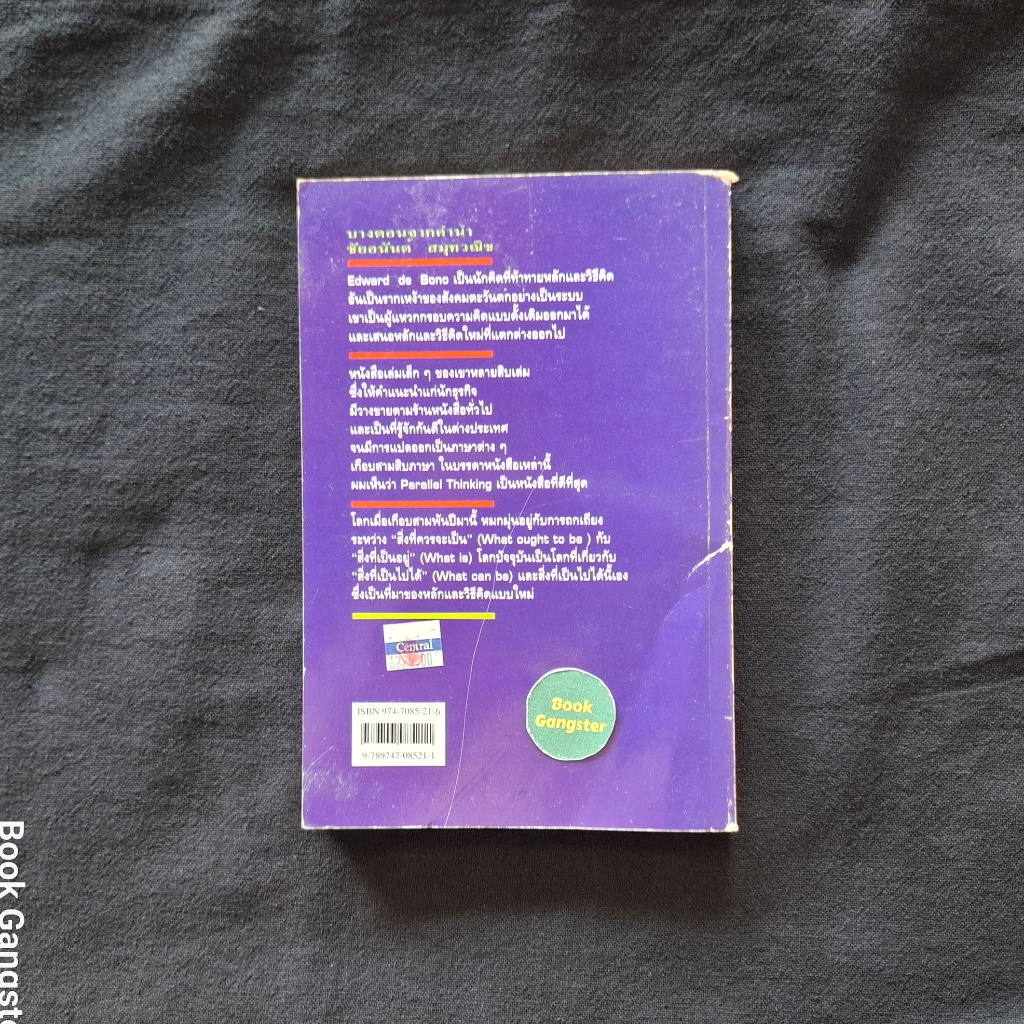 บางตอนจากคำนำ
ชัยอนันต์ สมุทวณิช
Edward de Bono เป็นนักคิดที่ท้าทายหลักและวิธีคิด
อันเป็นรากเหง้าของสังคมตะวันตกอย่างเป็นระบบ
เขาเป็นผู้แหวกกรอบความคิดแบบดั้งเดิมออกมาได้
และเสนอหลักและวิธีคิดใหม่ที่แตกต่างออกไป
หนังสือเล่มเล็ก ๆ ของเขาหลายสิบเล่ม
ซึ่งให้คำแนะนำแก่นักธุรกิจ
มีวางขายตามร้านหนังสือทั่วไป
และเป็นที่รู้จักกันดีในต่างประเทศ
จนมีการแปลออกเป็นภาษาต่าง ๆ
เกือบสามสิบภาษา ในบรรดาหนังสือเหล่านี้
ผมเห็นว่า Parallel Thinking เป็นหนังสือที่ดีที่สุด
โลกเมื่อเกือบสามพันปีมานี้ หมกมุ่นอยู่กับการถกเถียง
ระหว่าง "สิ่งที่ควรจะเป็น" (What ought to be ) กับ
"สิ่งที่เป็นอยู่" (What is) โลกปัจจุบันเป็นโลกที่เกี่ยวกับ
"สิ่งที่เป็นไปได้" (What can be) และสิ่งที่เป็นไปได้นี้เอง
ซึ่งเป็นที่มาของหลักและวิธีคิดแบบใหม่
Central
ISBN 974-7085-21-6
9-789747-08521-1
Book
Gangster
Book Gangst